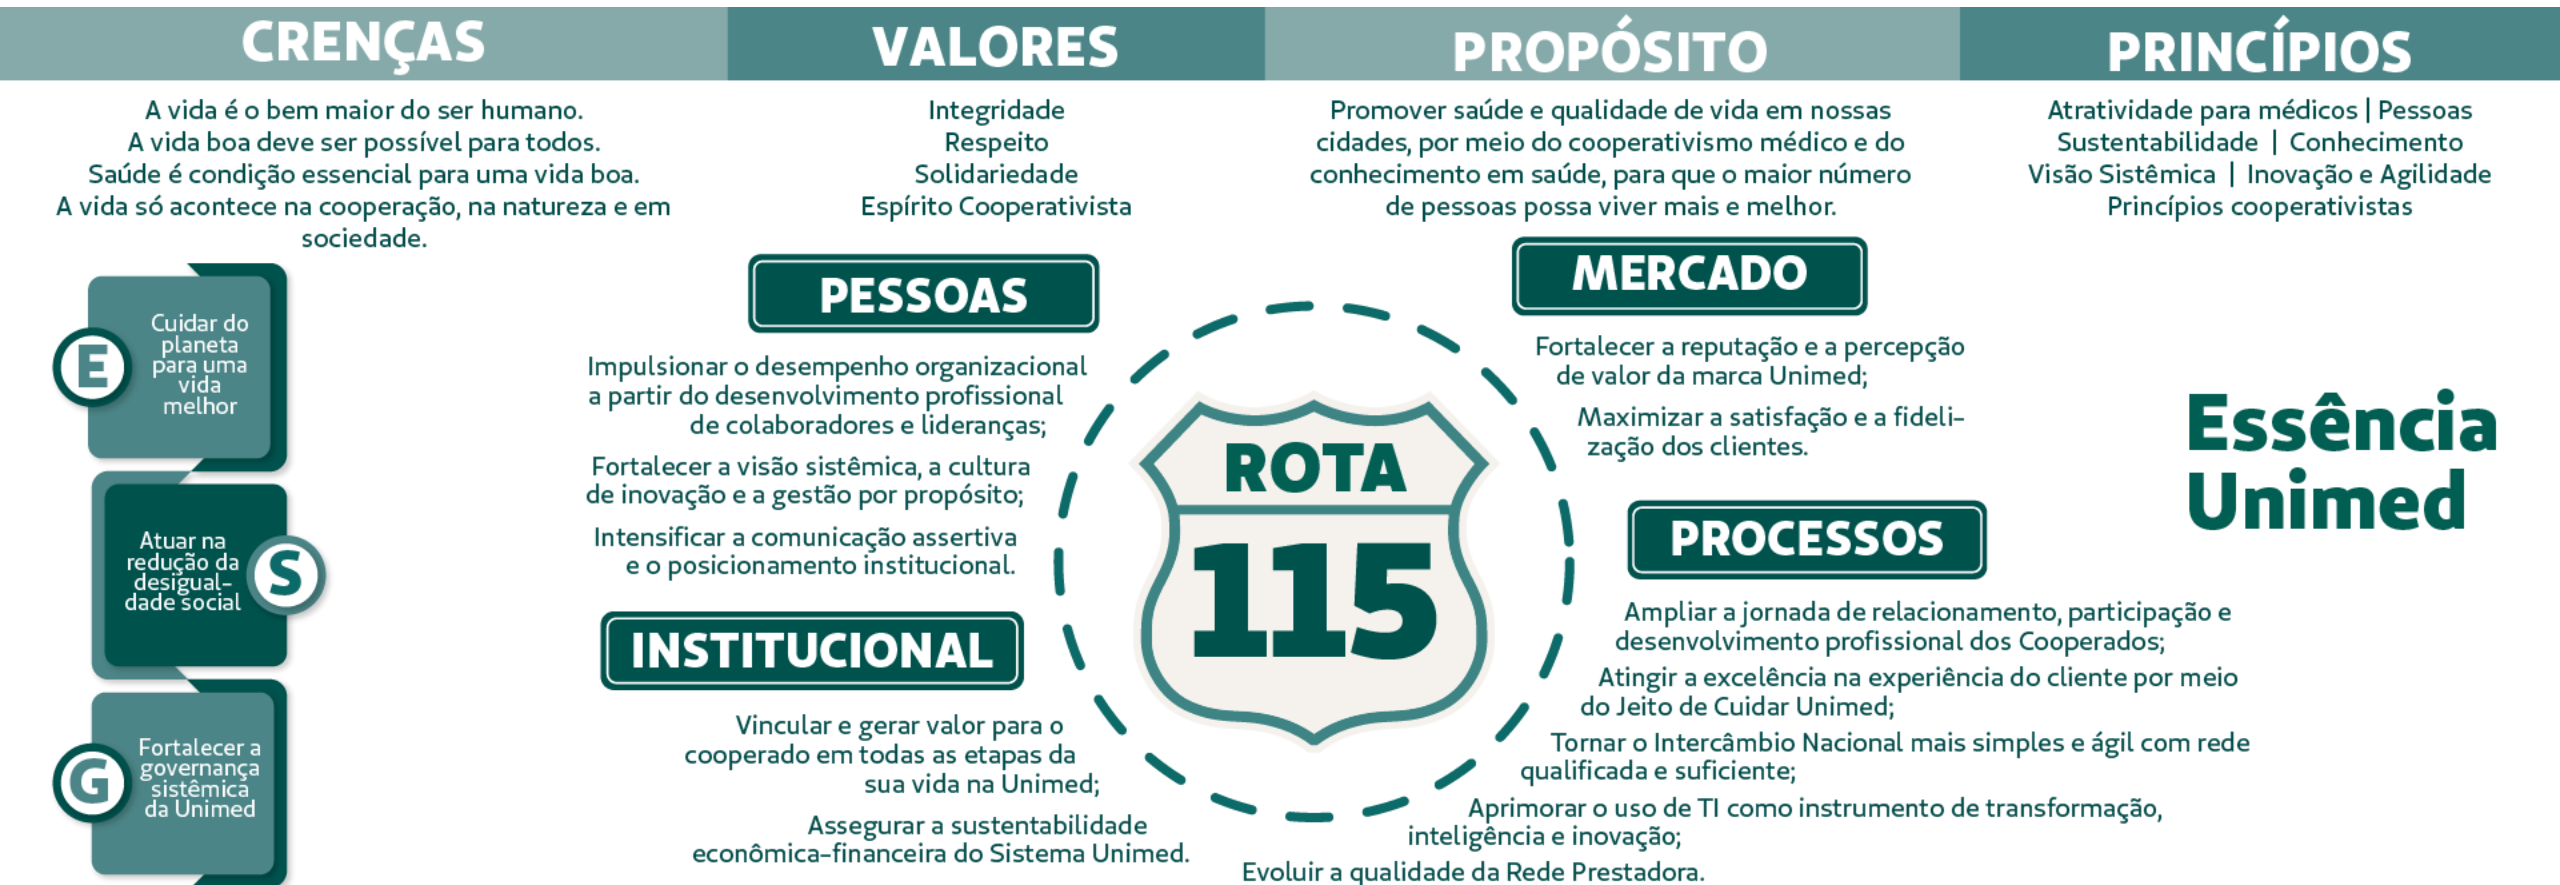 CRENÇAS
A vida é o bem maior do ser humano.
A vida boa deve ser possível para todos.
Saúde é condição essencial para uma vida boa.
A vida só acontece na cooperação, na natureza e em
sociedade.
VALORES
Integridade
Respeito
Solidariedade
Espírito Cooperativista
PROPÓSITO
Promover saúde e qualidade de vida em nossas
cidades, por meio do cooperativismo médico e do
conhecimento em saúde, para que o maior número
de pessoas possa viver mais e melhor.
PRINCÍPIOS
Atratividade para médicos | Pessoas
Sustentabilidade | Conhecimento
Visão Sistêmica | Inovação e Agilidade
Princípios cooperativistas
E
Cuidar do
planeta
para uma
vida
melhor
Atuar na
redução da
desigual-
dade social
S
G
Fortalecer a
governança
sistêmica
da Unimed
PESSOAS
Impulsionar o desempenho organizacional
a partir do desenvolvimento profissional
de colaboradores e lideranças;
Fortalecer a visão sistêmica, a cultura
de inovação e a gestão por propósito;
Intensificar a comunicação assertiva
e o posicionamento institucional.
INSTITUCIONAL
Vincular e gerar valor para o
cooperado em todas as etapas da
sua vida na Unimed;
Assegurar a sustentabilidade
econômica-financeira do Sistema Unimed.
ROTA
115
MERCADO
Fortalecer a reputação e a percepção
de valor da marca Unimed;
Maximizar a satisfação e a fideli-
zação dos clientes.
PROCESSOS
Ampliar a jornada de relacionamento, participação e
desenvolvimento profissional dos Cooperados;
Atingir a excelência na experiência do cliente por meio
do Jeito de Cuidar Unimed;
Tornar o Intercâmbio Nacional mais simples e ágil com rede
qualificada e suficiente;
Aprimorar o uso de TI como instrumento de transformação,
inteligência e inovação;
Evoluir a qualidade da Rede Prestadora.
Essência
Unimed